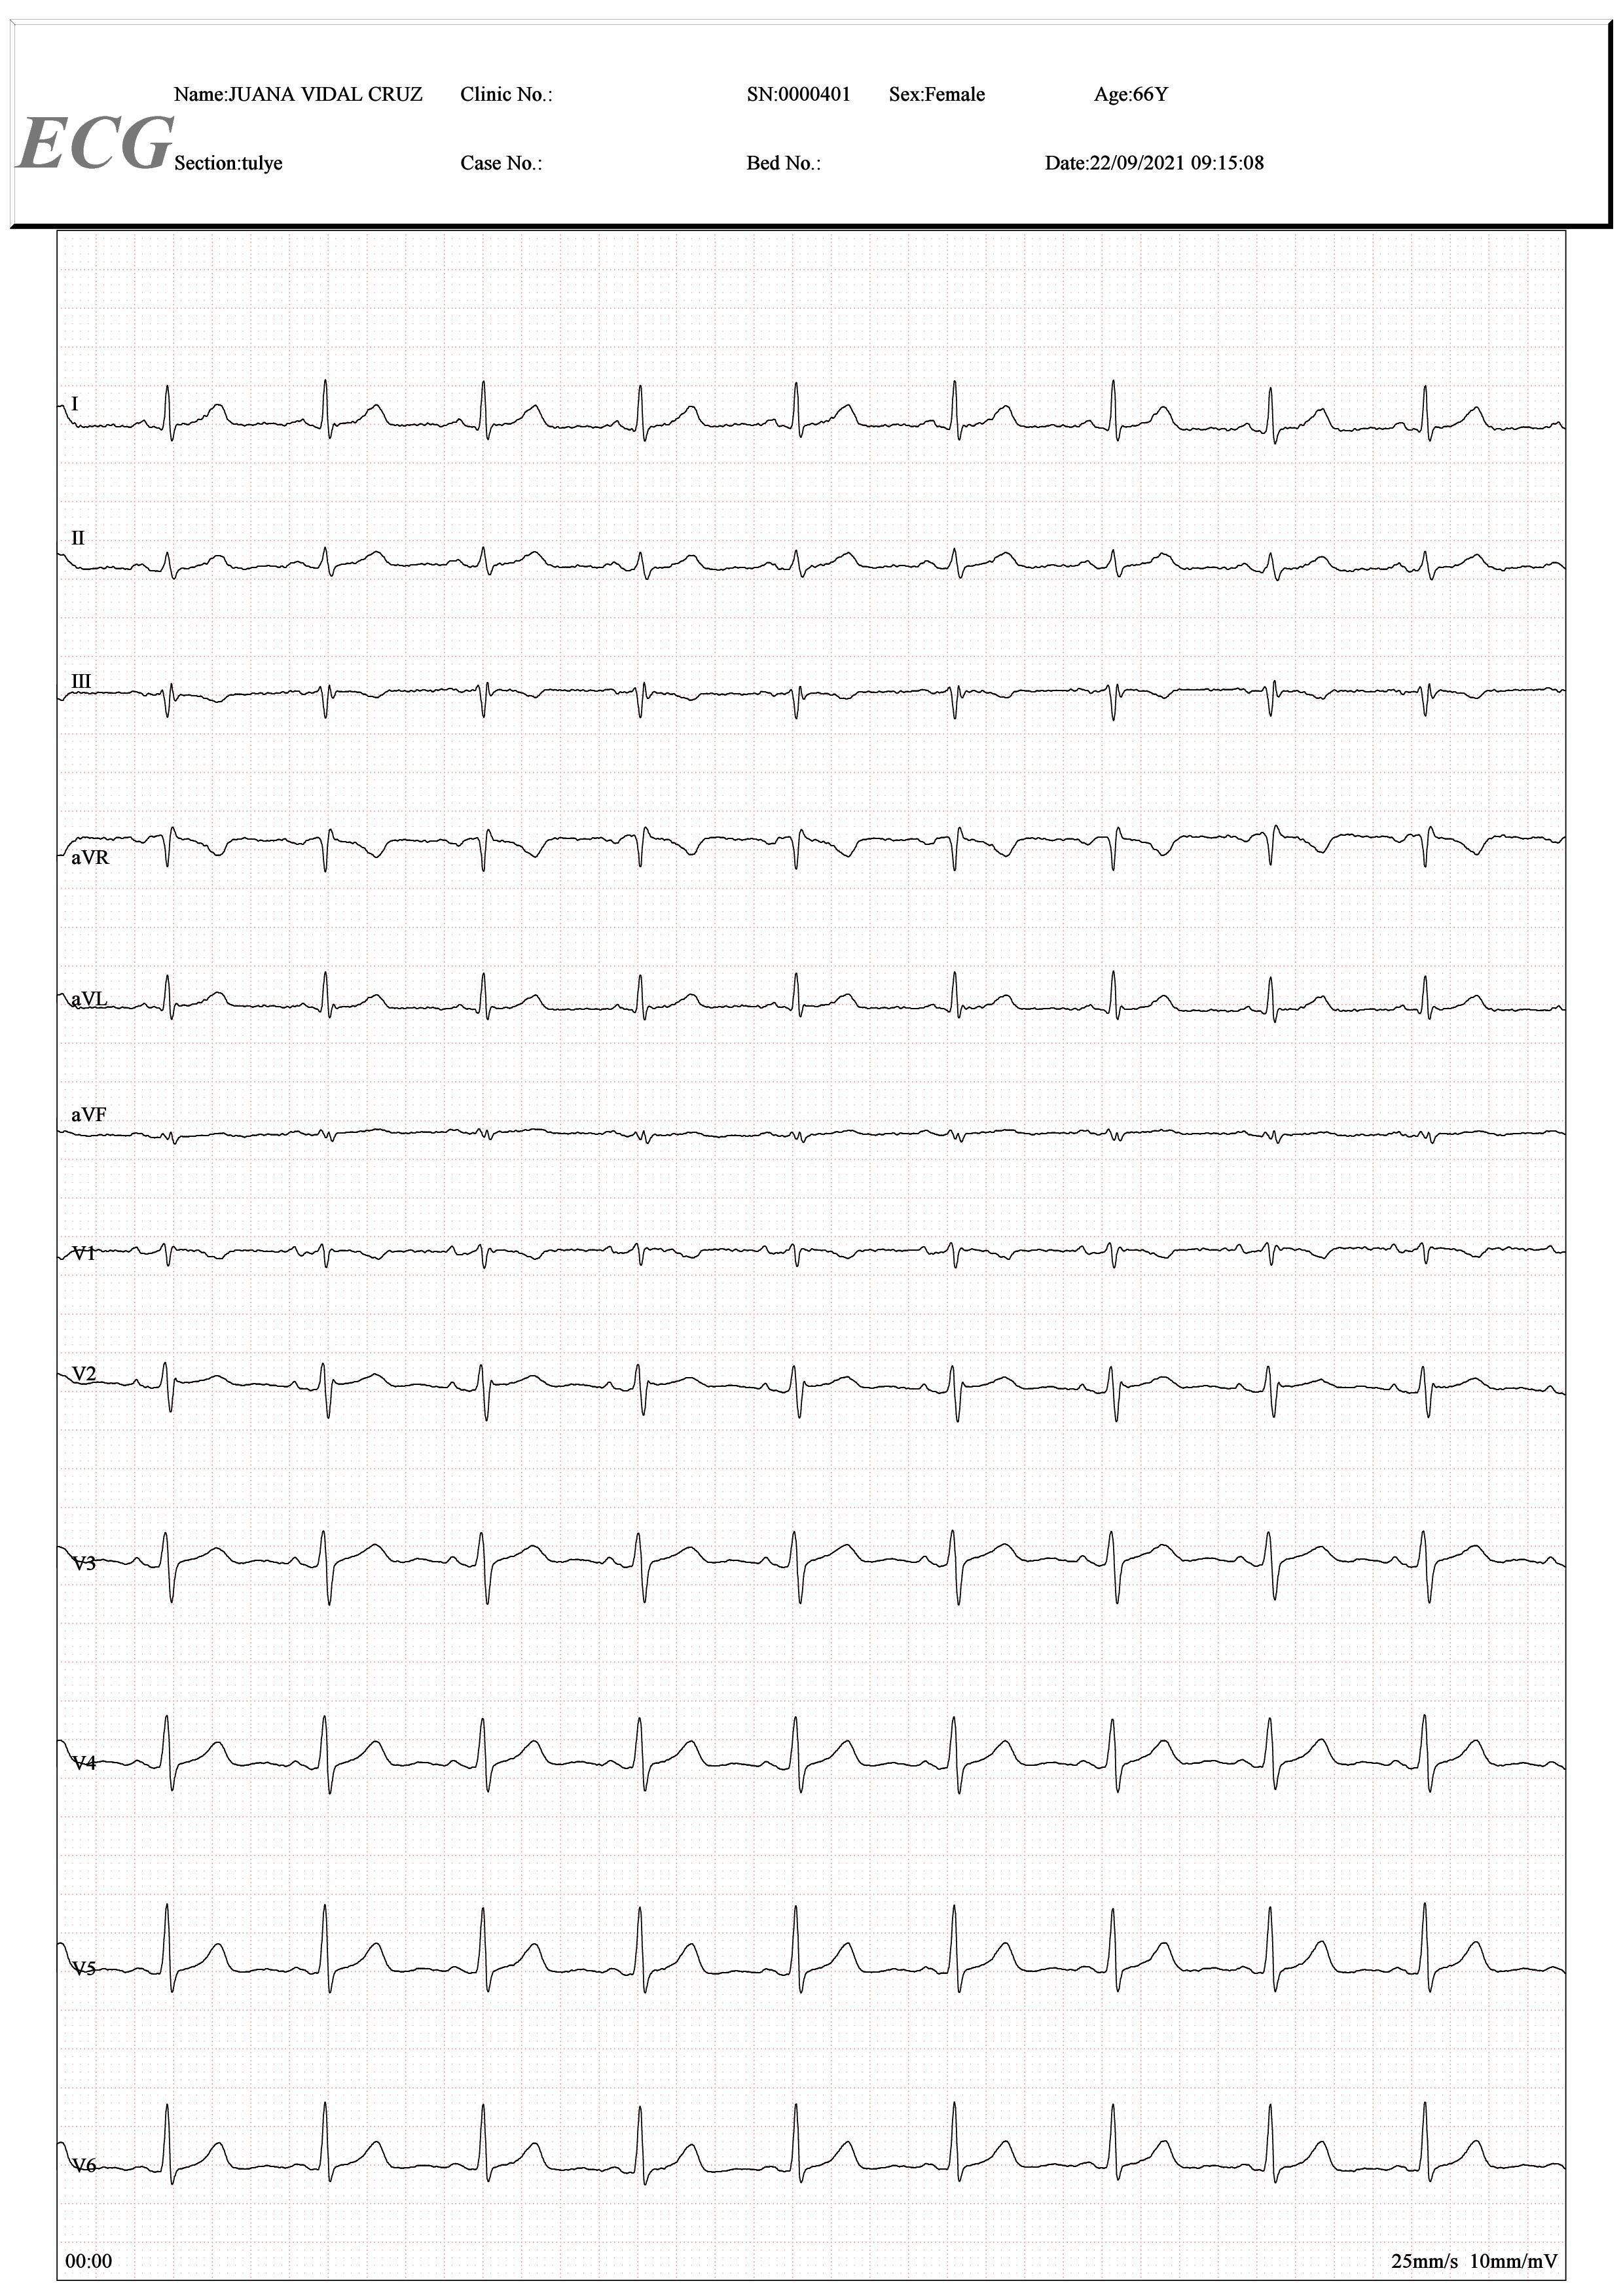 Name:JUANA VIDAL CRUZ Clinic No.: SN:0000401 Sex:Female Age:66Y
ECG
Section:tulye Case No.: Bed No.: Date:22/09/2021 09:15:08
I
II
III
aVR
aVL
aVF
V1
V2
V3
V4
V5
V6
00:00 25mm/s 10mm/mV